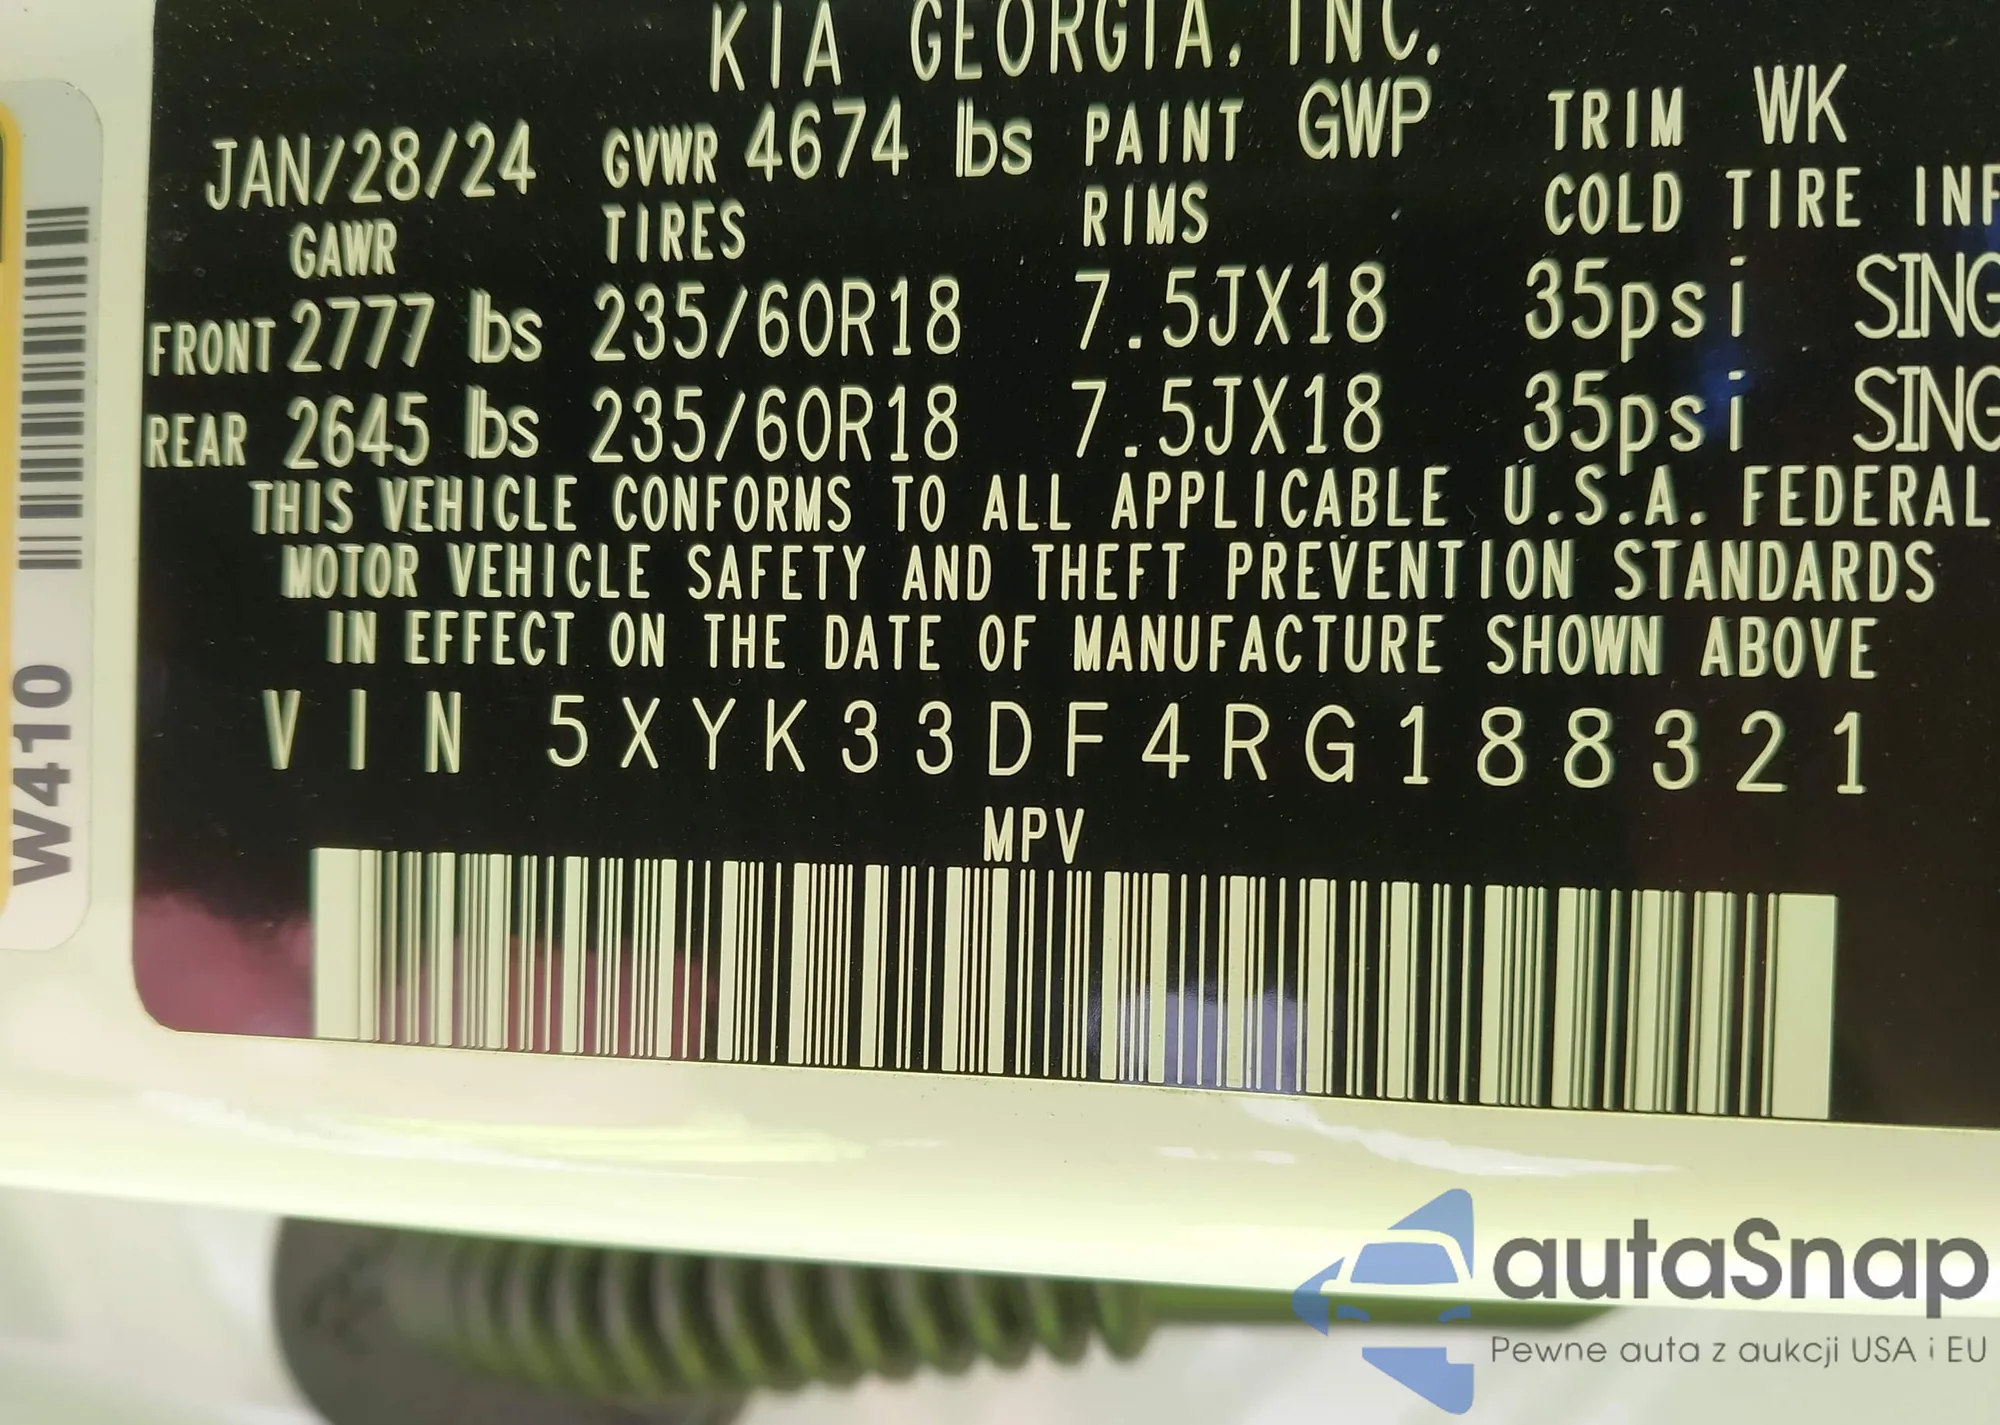 KIA GEORGIA, INC.
JAN/28/24 GVWR 4674 lbs PAINT GWP TRIM WK
GAWR TIRES RIMS COLD TIRE INF
FRONT 2777 lbs 235/60R18 7.5JX18 35psi SING
REAR 2645 lbs 235/60R18 7.5JX18 35psi SING
THIS VEHICLE CONFORMS TO ALL APPLICABLE U.S.A. FEDERAL
MOTOR VEHICLE SAFETY AND THEFT PREVENTION STANDARDS
IN EFFECT ON THE DATE OF MANUFACTURE SHOWN ABOVE
VIN 5XYK33DF4RG188321
MPV
W410
autaSnap
Pewne auta z aukcji USA i EU